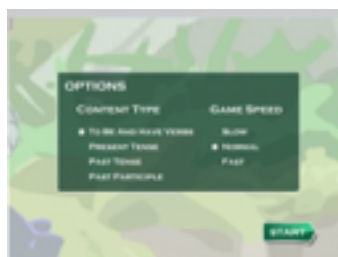 OPTIONS
CONTENT TYPE
GAME SPEED
TO BE AND HAVE VERBS
SLOW
PRESENT TENSE
NORMAL
PAST TENSE
FAST
PAST PARTICIPLE
START